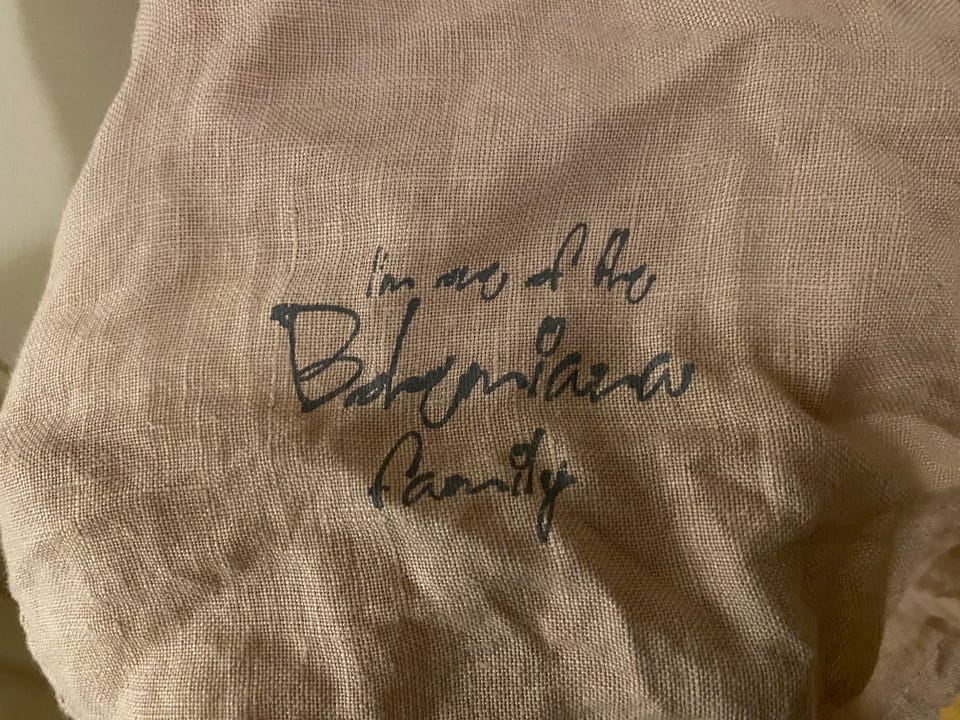 I'm one of the
Bohemiana
family